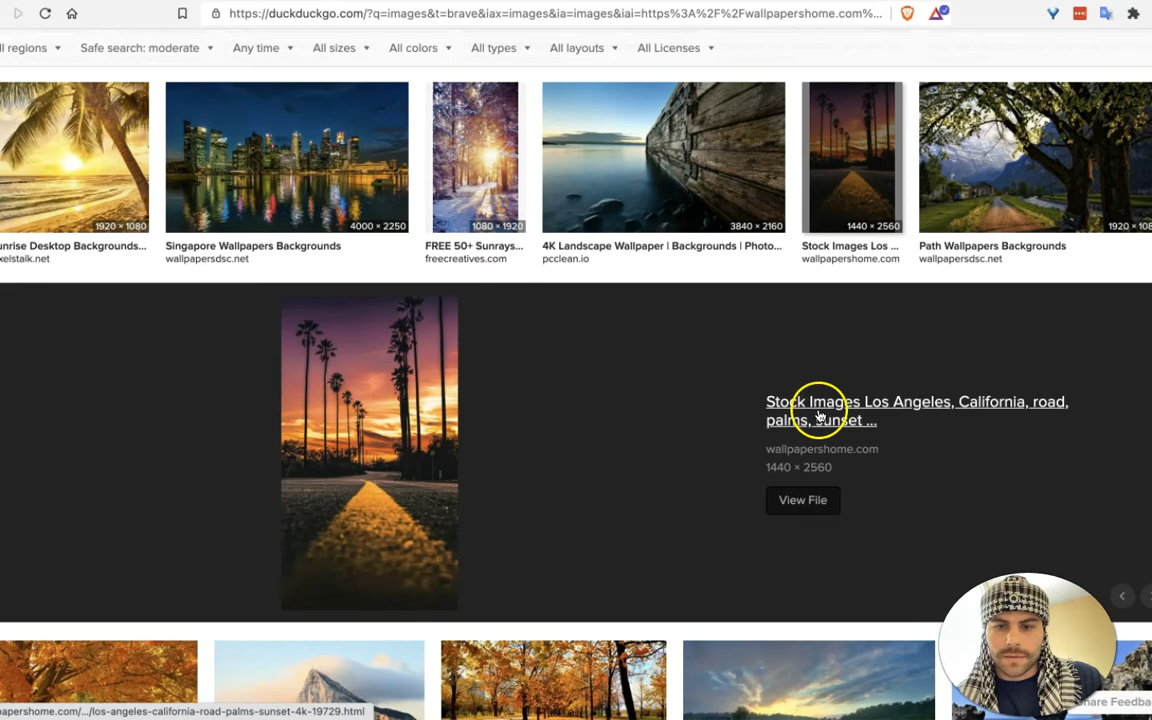 https://duckduckgo.com/?q=images&t=brave&iax=images&ia=images&iai=https%3A%2F%2Fwallpapershome.com%...
ll regions Safe search: moderate Any time All sizes All colors All types All layouts All Licenses
1920 × 1080 4000 × 2250 1080 × 1920 3840 × 2160 1440 × 2560 1920 × 108
unrise Desktop Backgrounds... Singapore Wallpapers Backgrounds FREE 50+ Sunrays... 4K Landscape Wallpaper | Backgrounds | Photo... Stock Images Los ... Path Wallpapers Backgrounds
xelstalk.net wallpapersdsc.net freecreatives.com pcclean.io wallpapershome.com wallpapersdsc.net
Stock Images Los Angeles, California, road,
palms, sunset ...
wallpapershome.com
1440 × 2560
View File
Share Feedba
papershome.com/.../los-angeles-california-road-palms-sunset-4k-19729.html